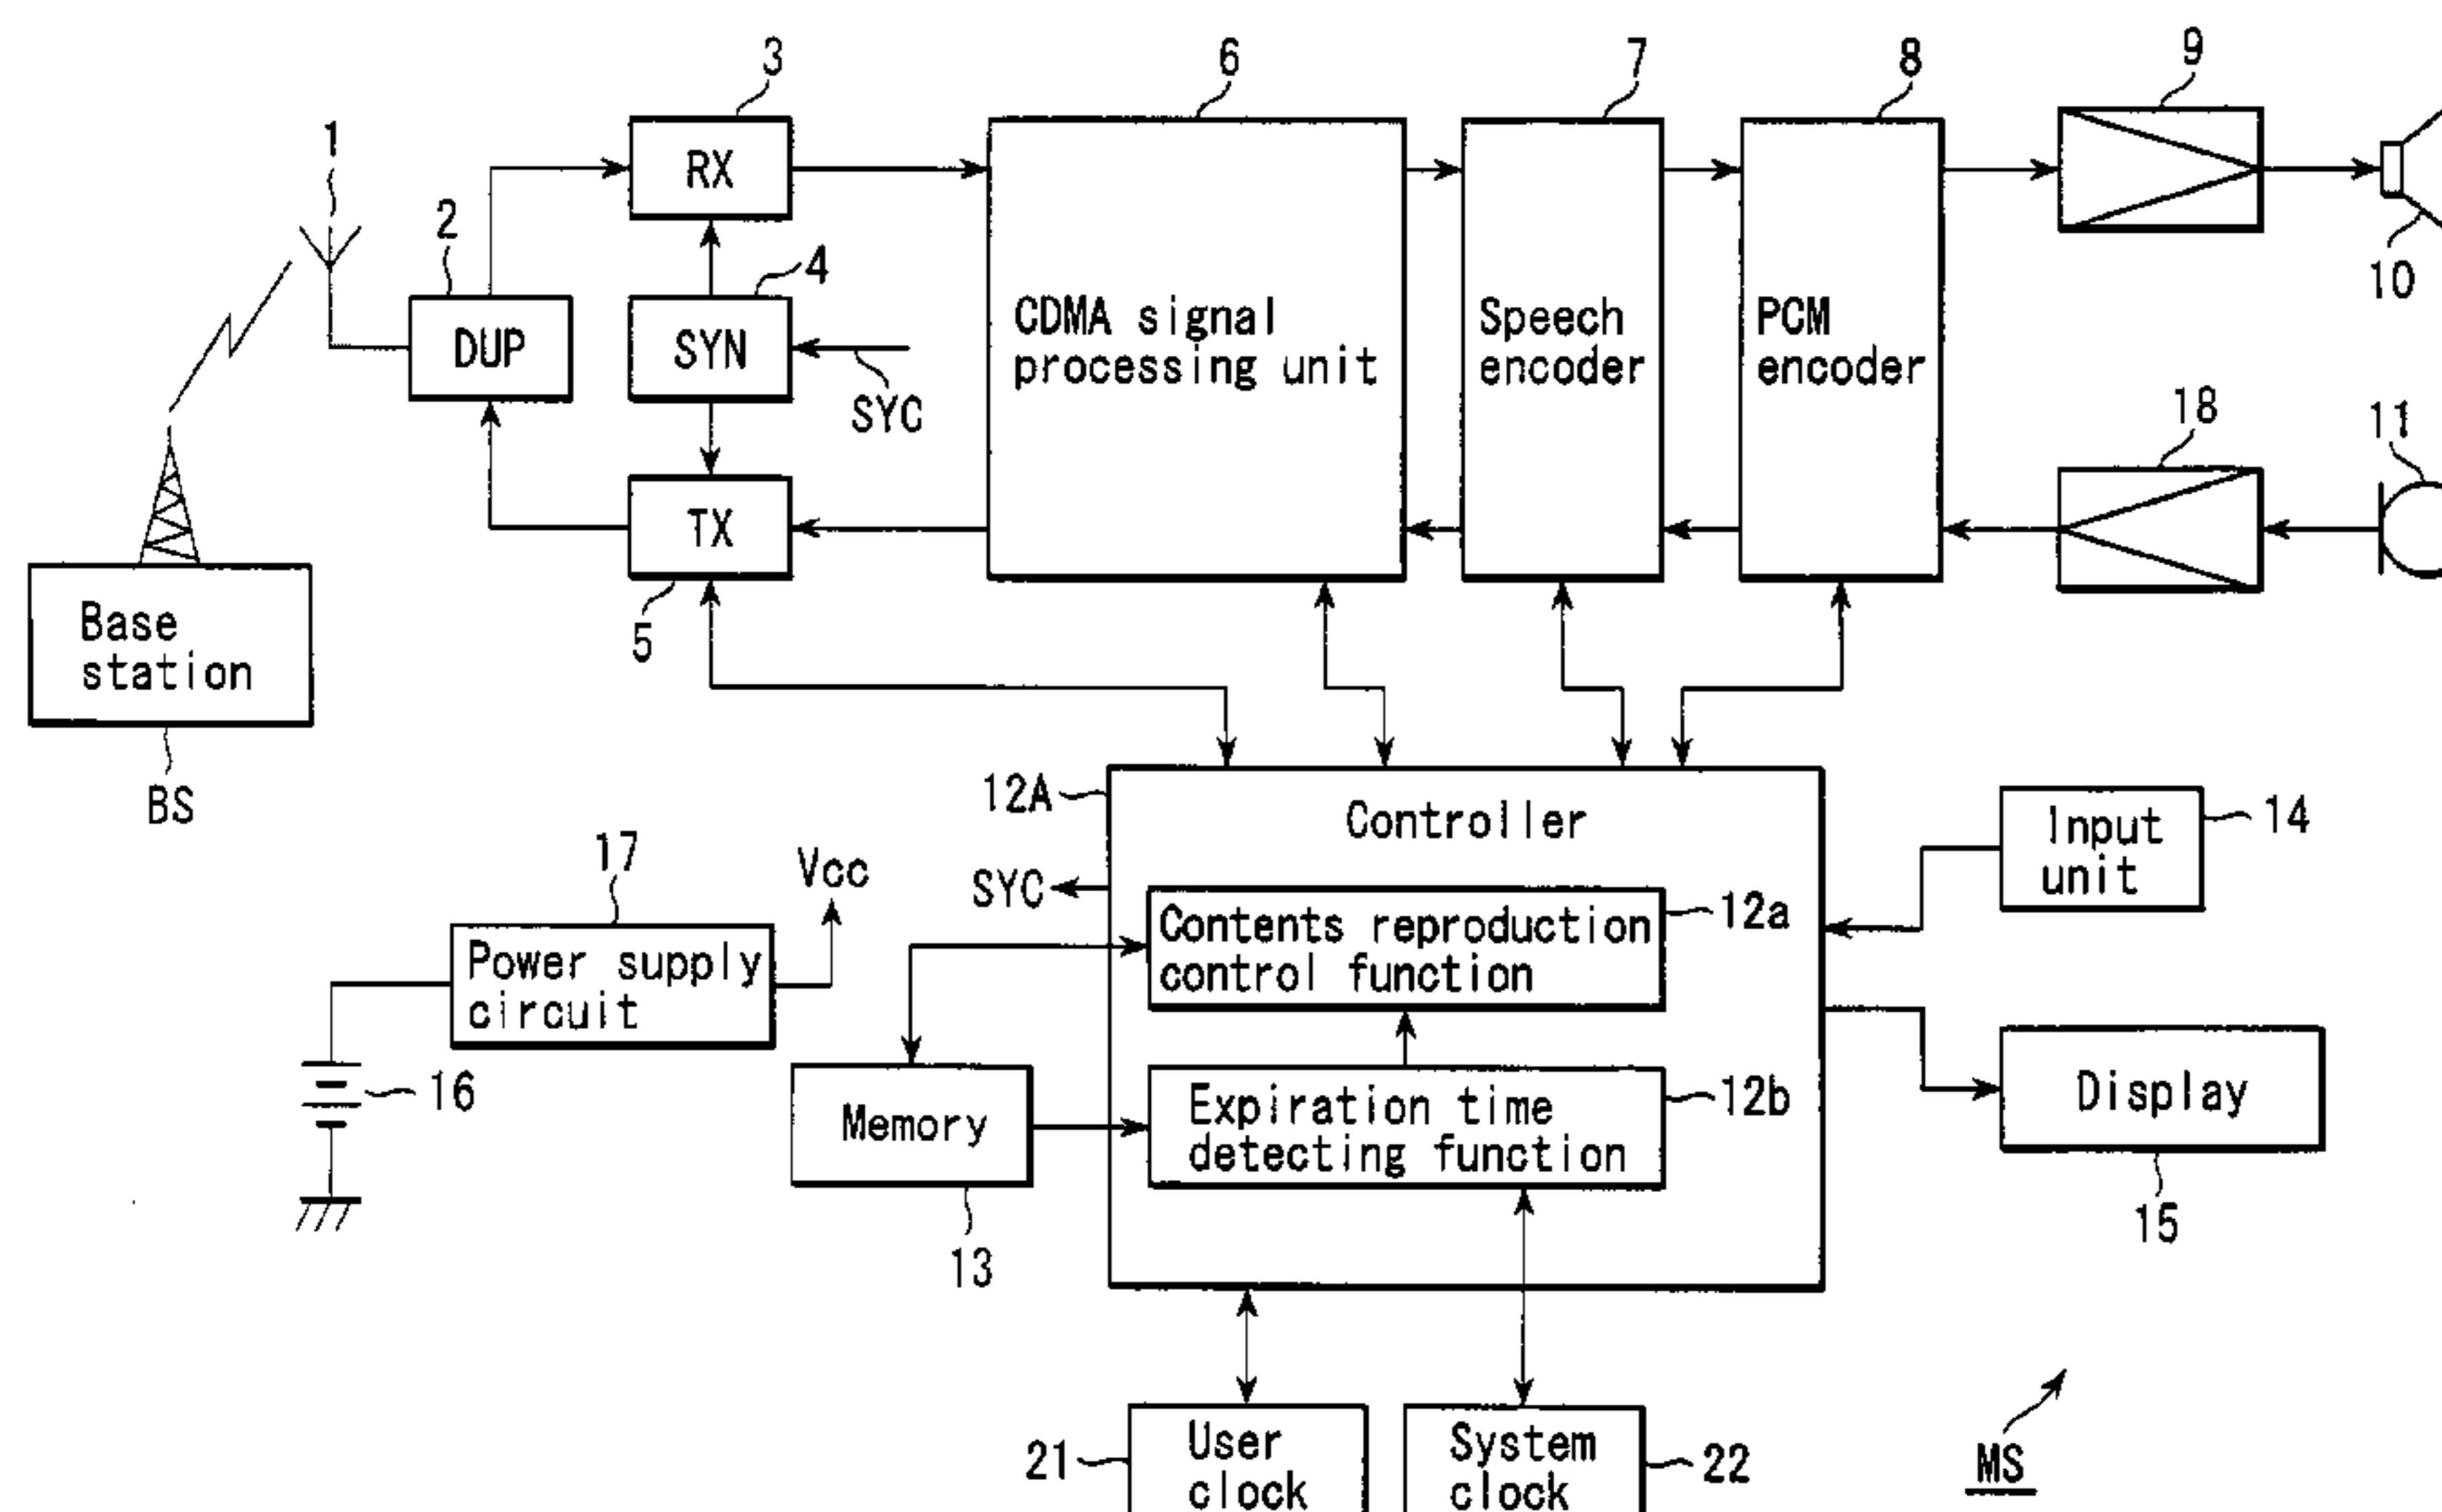 3
6
7
8
9
1
RX
2
4
10
DUP
SYN
CDMA signal
processing unit
Speech
encoder
PCM
encoder
SYC
18
11
TX
5
Base
station
BS
12A
Controller
Input
unit
14
17
Vcc
SYC
Contents reproduction
control function
12a
Power supply
circuit
16
Memory
Expiration time
detecting function
12b
Display
13
15
21
User
clock
System
clock
22
MS